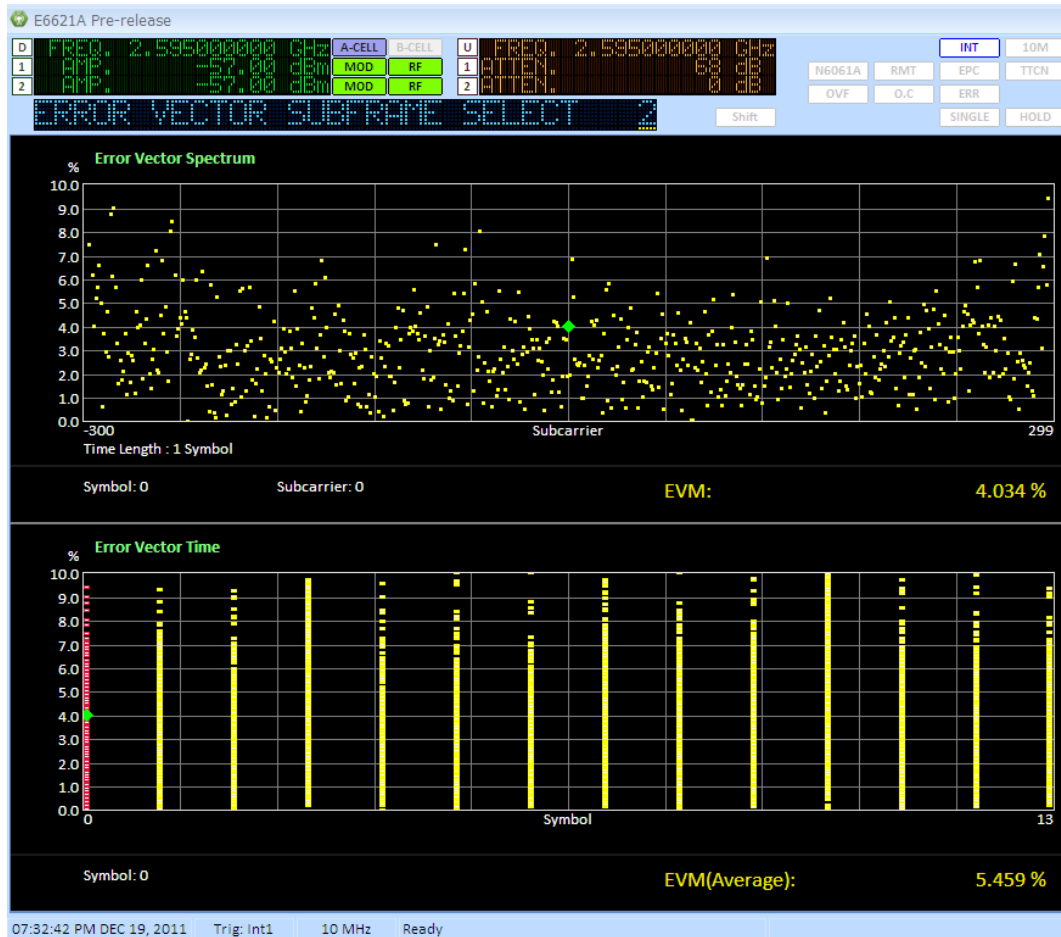 E6621A Pre-release
D FREQ. 2.595000000 GHz A-CELL B-CELL U FREQ. 2.595000000 GHz INT 10M
1 AMP. -57.00 dBm MOD RF 1 ATTEN. dB N6061A RMT EPC TTCN
2 AMP. -57.00 dBm MOD RF 2 ATTEN. 0 dB OVF O.C ERR
ERROR VECTOR SUBFRAME SELECT 2 Shift SINGLE HOLD
Error Vector Spectrum
%
10.0
9.0
8.0
7.0
6.0
5.0
4.0
3.0
2.0
1.0
0.0
-300 Subcarrier 299
Time Length : 1 Symbol
Symbol: 0 Subcarrier: 0 EVM: 4.034 %
Error Vector Time
%
10.0
9.0
8.0
7.0
6.0
5.0
4.0
3.0
2.0
1.0
0.0
0 Symbol 13
Symbol: 0 EVM(Average): 5.459 %
07:32:42 PM DEC 19, 2011 Trig: Int1 10 MHz Ready